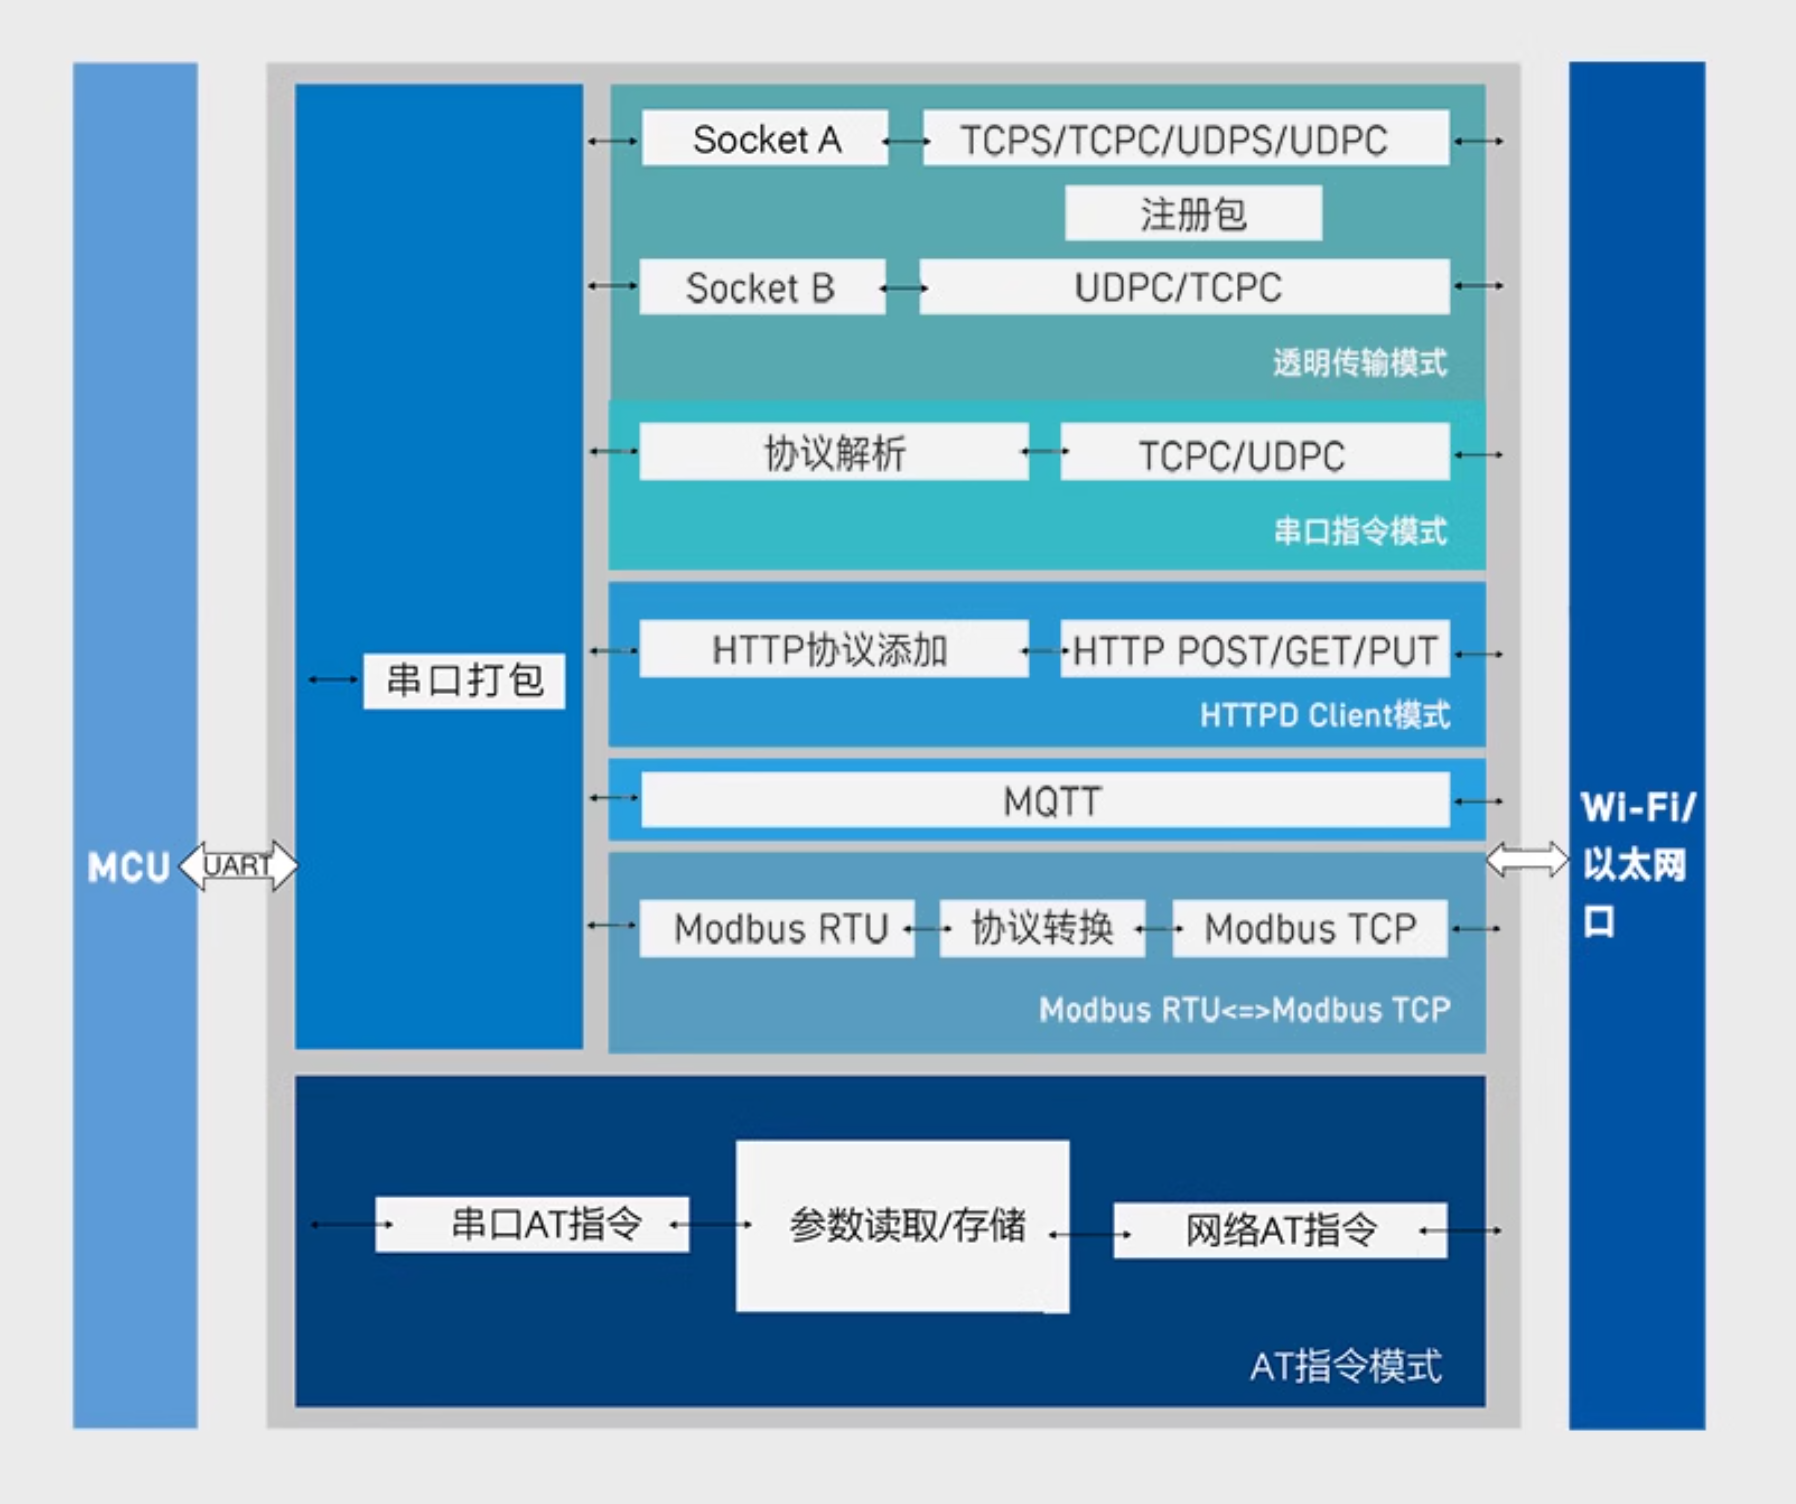 Socket A
TCPS/TCPC/UDPS/UDPC
注册包
Socket B
UDPC/TCPC
透明传输模式
协议解析
TCPC/UDPC
串口指令模式
HTTP协议添加
HTTP POST/GET/PUT
串口打包
HTTPD Client模式
MQTT
MCU
UART
Wi-Fi/
以太网
口
Modbus RTU
协议转换
Modbus TCP
Modbus RTU<=>Modbus TCP
串口AT指令
参数读取/存储
网络AT指令
AT指令模式